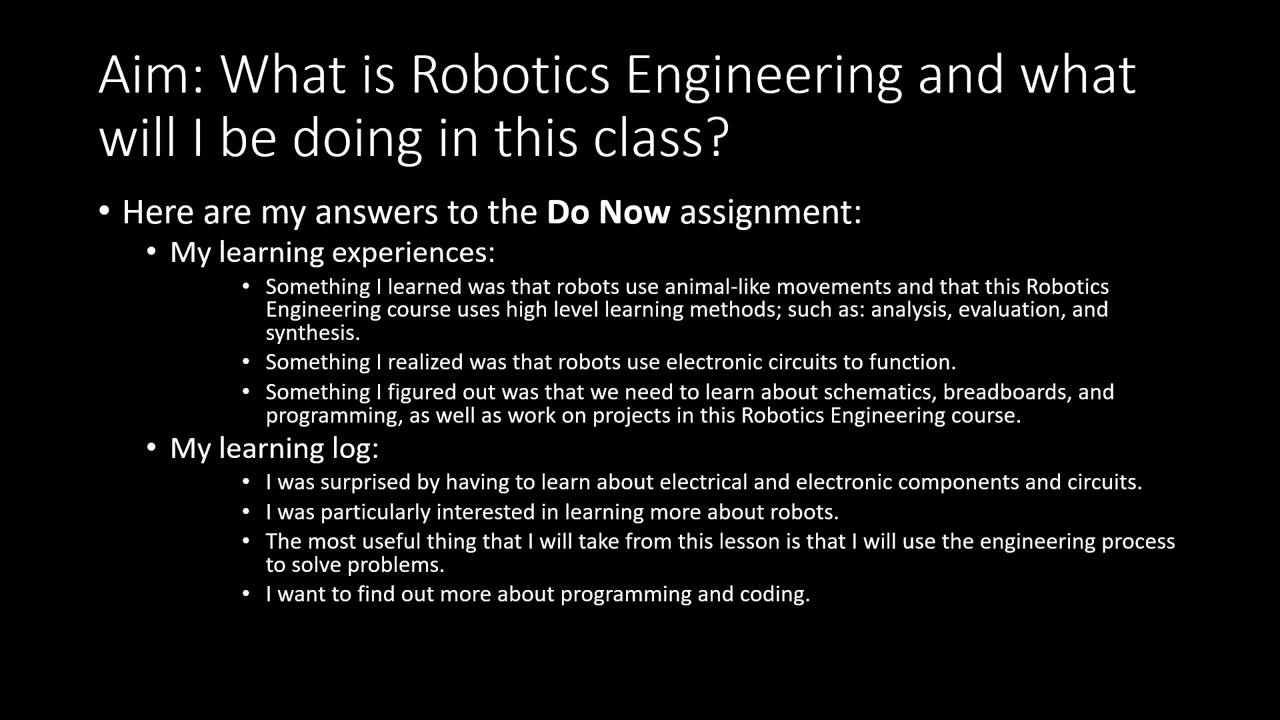 Aim: What is Robotics Engineering and what
will I be doing in this class?
• Here are my answers to the Do Now assignment:
• My learning experiences:
• Something I learned was that robots use animal-like movements and that this Robotics
Engineering course uses high level learning methods; such as: analysis, evaluation, and
synthesis.
• Something I realized was that robots use electronic circuits to function.
• Something I figured out was that we need to learn about schematics, breadboards, and
programming, as well as work on projects in this Robotics Engineering course.
• My learning log:
• I was surprised by having to learn about electrical and electronic components and circuits.
• I was particularly interested in learning more about robots.
• The most useful thing that I will take from this lesson is that I will use the engineering process
to solve problems.
• I want to find out more about programming and coding.